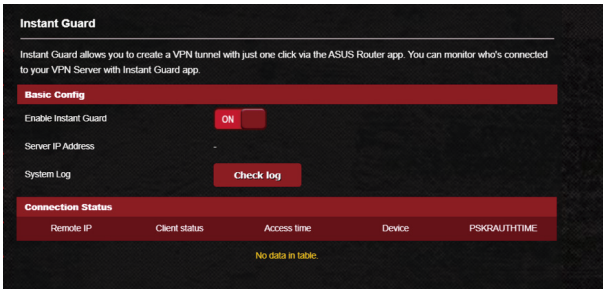 Instant Guard
Instant Guard allows you to create a VPN tunnel with just one click via the ASUS Router app. You can monitor who's connected
to your VPN Server with Instant Guard app.
Basic Config
Enable Instant Guard ON
Server IP Address -
System Log Check log
Connection Status
Remote IP Client status Access time Device PSKRAUTHTIME
No data in table.